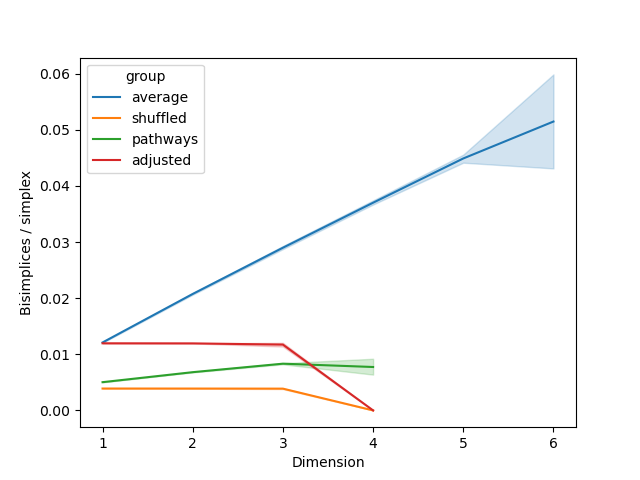 group
average
shuffled
pathways
adjusted
0.06
0.05
0.04
0.03
0.02
0.01
0.00
Bisimplices / simplex
1 2 3 4 5 6
Dimension